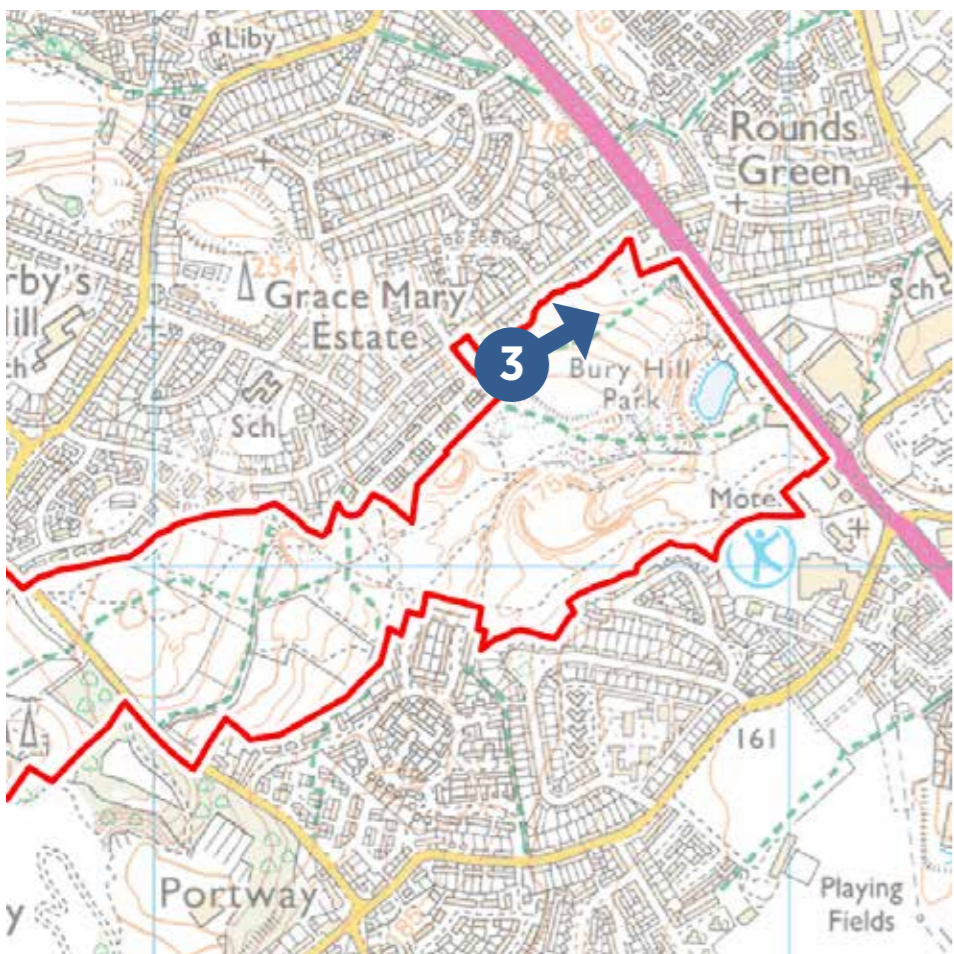 Liby
178
Rounds
Green
rby's
ill
ch
254
Grace Mary
Estate
Sch
3
Bury Hill
Park
Sch
Mote
161
Portway
y
Playing
Fields